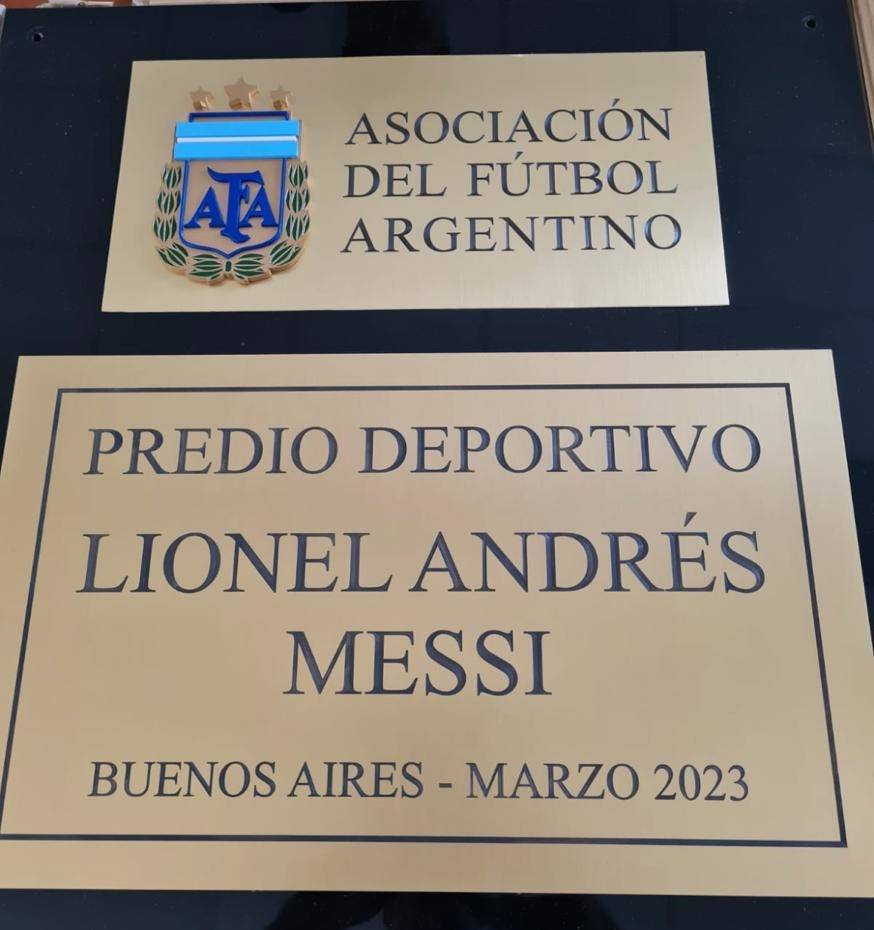 AFA
ASOCIACIÓN
DEL FÚTBOL
ARGENTINO
PREDIO DEPORTIVO
LIONEL ANDRÉS
MESSI
BUENOS AIRES - MARZO 2023